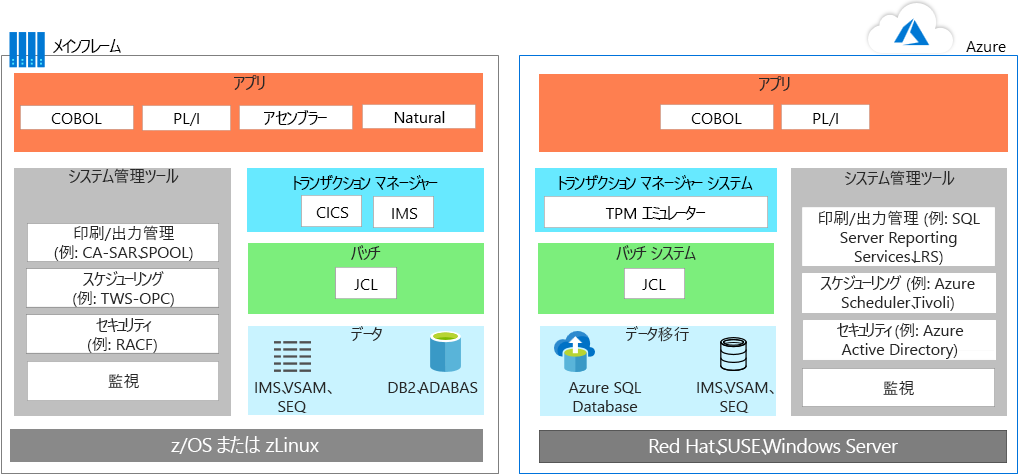 メインフレーム
アプリ
COBOL
PL/I
アセンブラー
Natural
システム管理ツール
印刷/出力管理
(例: CA-SAR、SPOOL)
スケジューリング
(例: TWS-OPC)
セキュリティ
(例: RACF)
監視
トランザクション マネージャー
CICS
IMS
バッチ
JCL
データ
IMS、VSAM、
SEQ
DB2、ADABAS
z/OS または zLinux
Azure
アプリ
COBOL
PL/I
トランザクション マネージャー システム
TPM エミュレーター
バッチ システム
JCL
データ移行
Azure SQL
Database
IMS、VSAM、
SEQ
システム管理ツール
印刷/出力管理 (例: SQL
Server Reporting
Services、LRS)
スケジューリング (例: Azure
Scheduler、Tivoli)
セキュリティ (例: Azure
Active Directory)
監視
Red Hat、SUSE、Windows Server